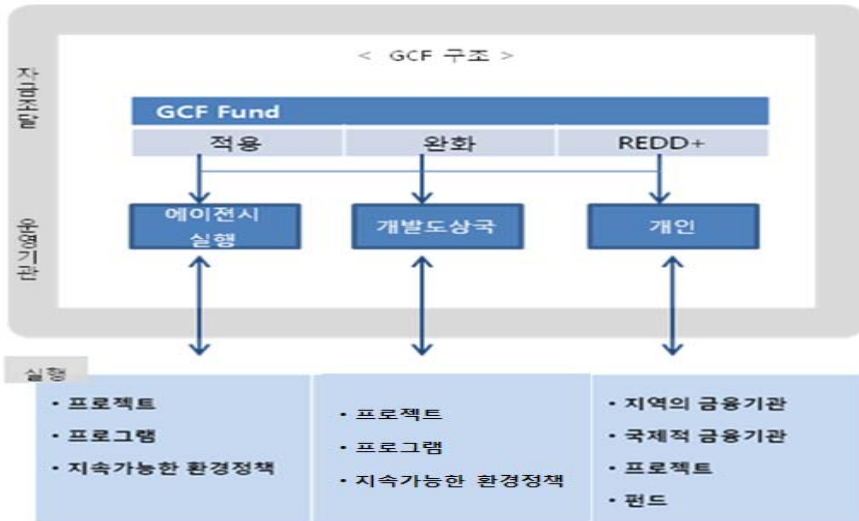 < GCF 구조 >
자금조달
GCF Fund
적용 완화 REDD+
운영기관
에이전시
실행
개발도상국
개인
실행
• 프로젝트
• 프로그램
• 지속가능한 환경정책
• 프로젝트
• 프로그램
• 지속가능한 환경정책
• 지역의 금융기관
• 국제적 금융기관
• 프로젝트
• 펀드